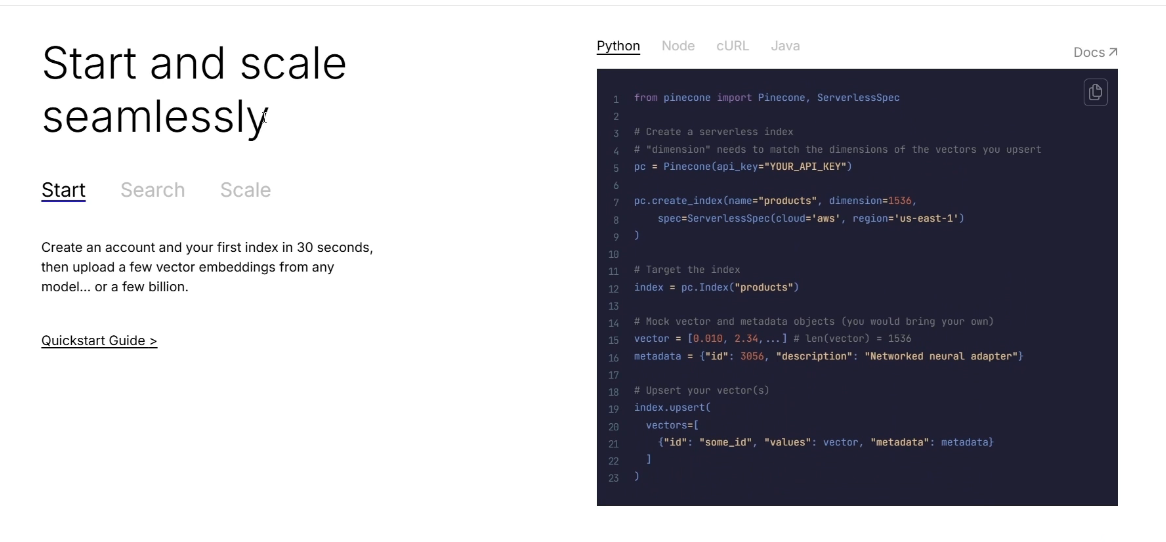 Start and scale
seamlessly
Start Search Scale
Create an account and your first index in 30 seconds,
then upload a few vector embeddings from any
model... or a few billion.
Quickstart Guide >
Python Node cURL Java
Docs ↗
1 from pinecone import Pinecone, ServerlessSpec
2
3 # Create a serverless index
4 # "dimension" needs to match the dimensions of the vectors you upsert
5 pc = Pinecone(api_key="YOUR_API_KEY")
6
7 pc.create_index(name="products", dimension=1536,
8     spec=ServerlessSpec(cloud='aws', region='us-east-1')
9 )
10
11 # Target the index
12 index = pc.Index("products")
13
14 # Mock vector and metadata objects (you would bring your own)
15 vector = [0.010, 2.34,...] # len(vector) = 1536
16 metadata = {"id": 3056, "description": "Networked neural adapter"}
17
18 # Upsert your vector(s)
19 index.upsert(
20   vectors=[
21     {"id": "some_id", "values": vector, "metadata": metadata}
22   ]
23 )